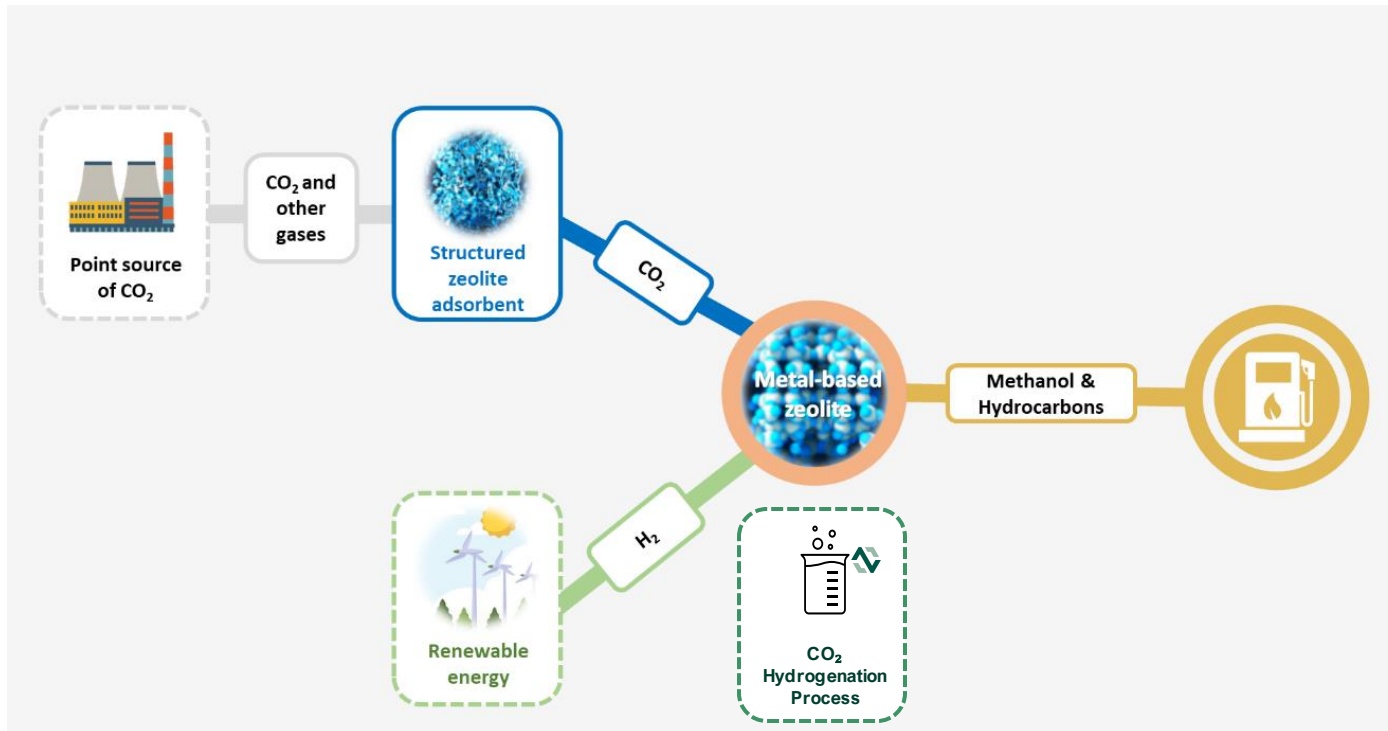 Point source
of CO₂
CO₂ and
other
gases
Structured
zeolite
adsorbent
CO₂
Metal-based
zeolite
Methanol &
Hydrocarbons
H₂
Renewable
energy
CO₂
Hydrogenation
Process